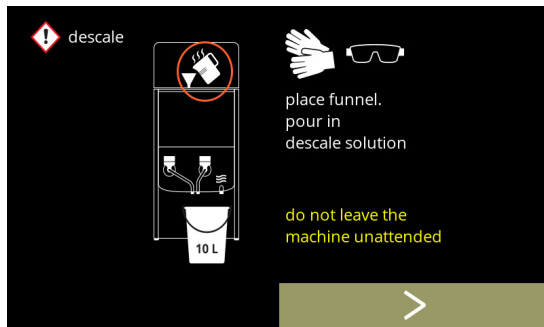 descale
place funnel.
pour in
descale solution
10 L
do not leave the
machine unattended